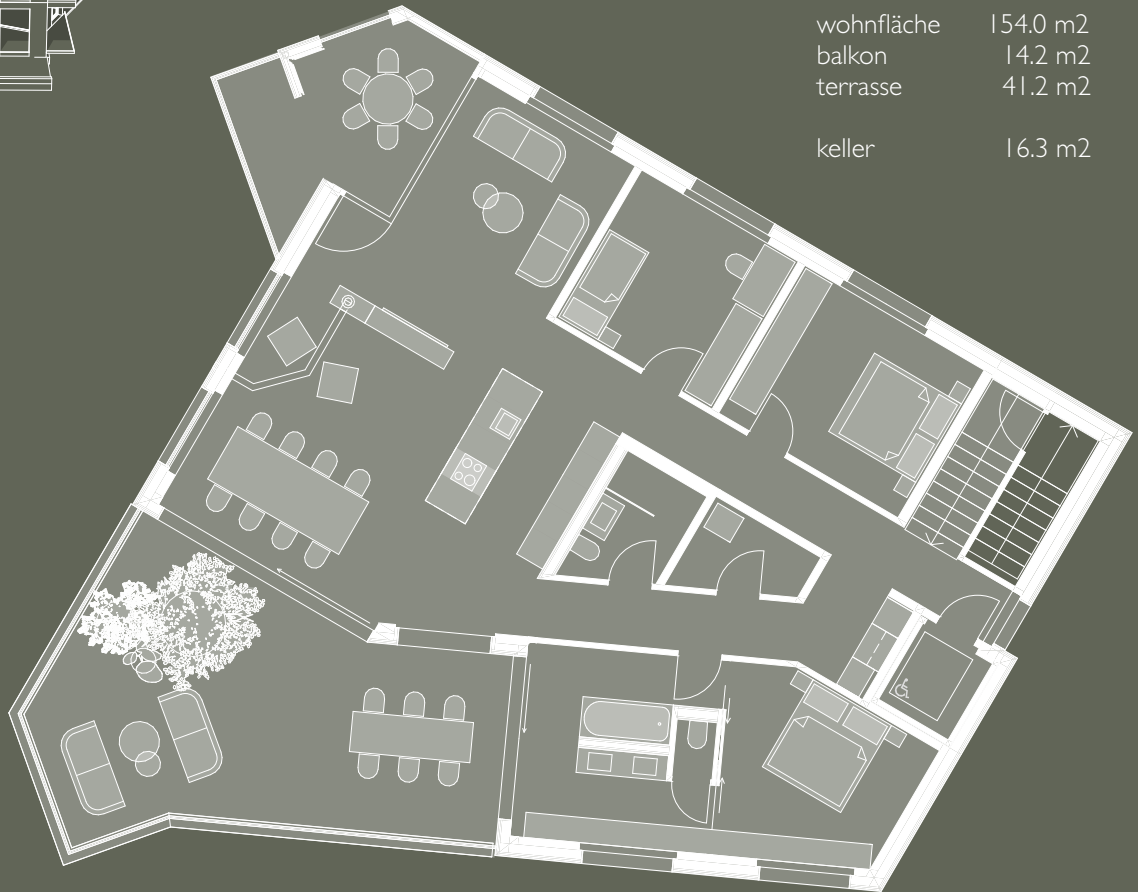 wohnfläche 154.0 m2
balkon 14.2 m2
terrasse 41.2 m2
keller 16.3 m2